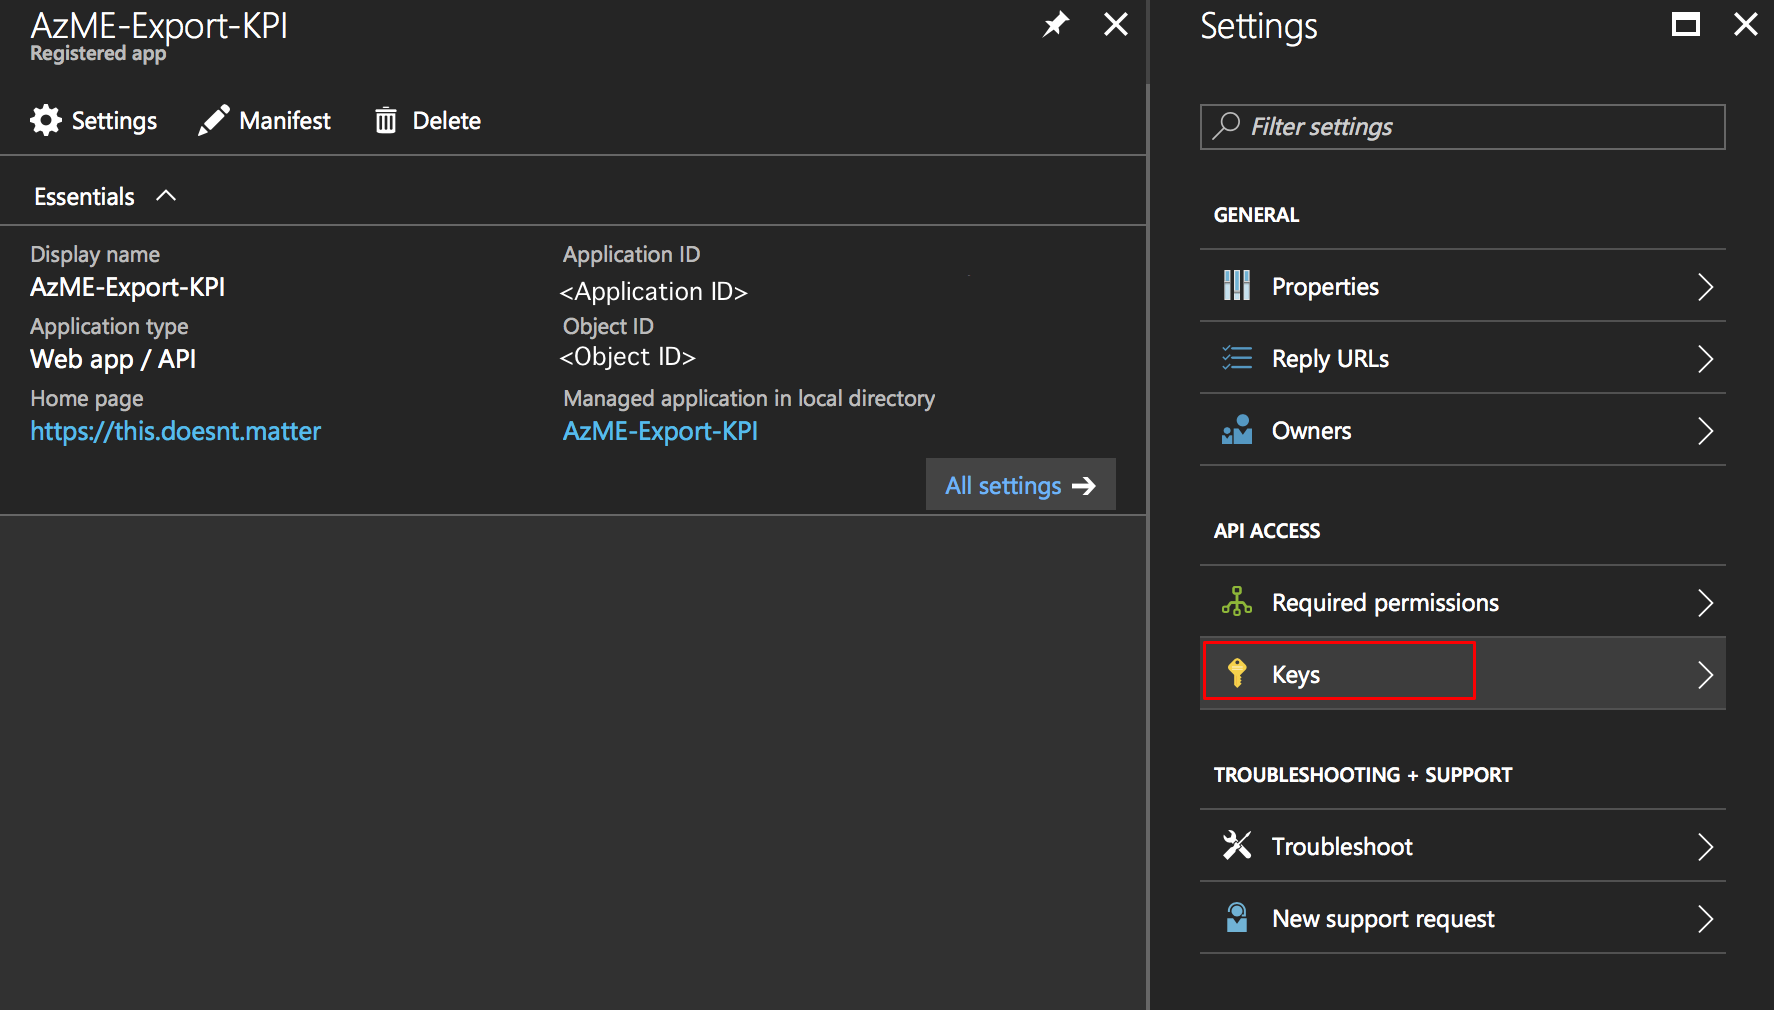 AzME-Export-KPI
Registered app
Settings
Manifest
Delete
Essentials
Display name
AzME-Export-KPI
Application type
Web app / API
Home page
https://this.doesnt.matter
Application ID
<Application ID>
Object ID
<Object ID>
Managed application in local directory
AzME-Export-KPI
All settings
Settings
Filter settings
GENERAL
Properties
Reply URLs
Owners
API ACCESS
Required permissions
Keys
TROUBLESHOOTING + SUPPORT
Troubleshoot
New support request